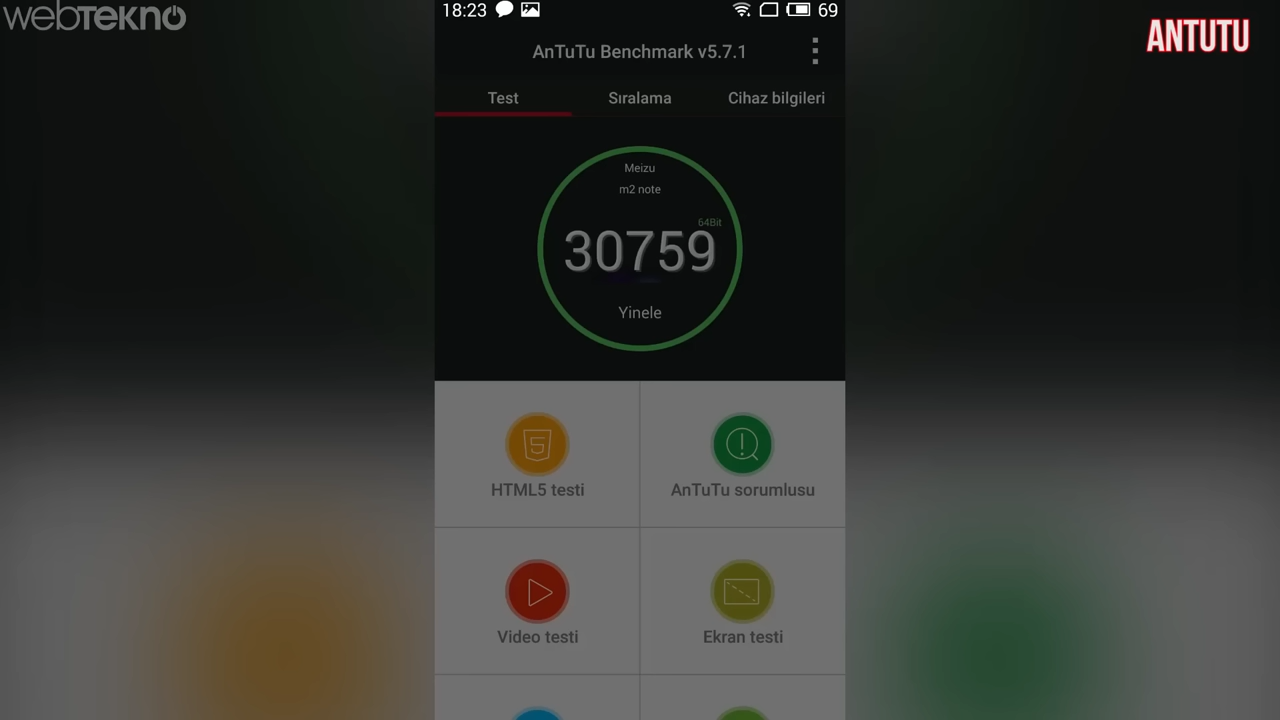 webTEKNO
ANTUTU
18:23
69
AnTuTu Benchmark v5.7.1
Test
Sıralama
Cihaz bilgileri
Meizu
m2 note
64Bit
30759
Yinele
HTML5 testi
AnTuTu sorumlusu
Video testi
Ekran testi